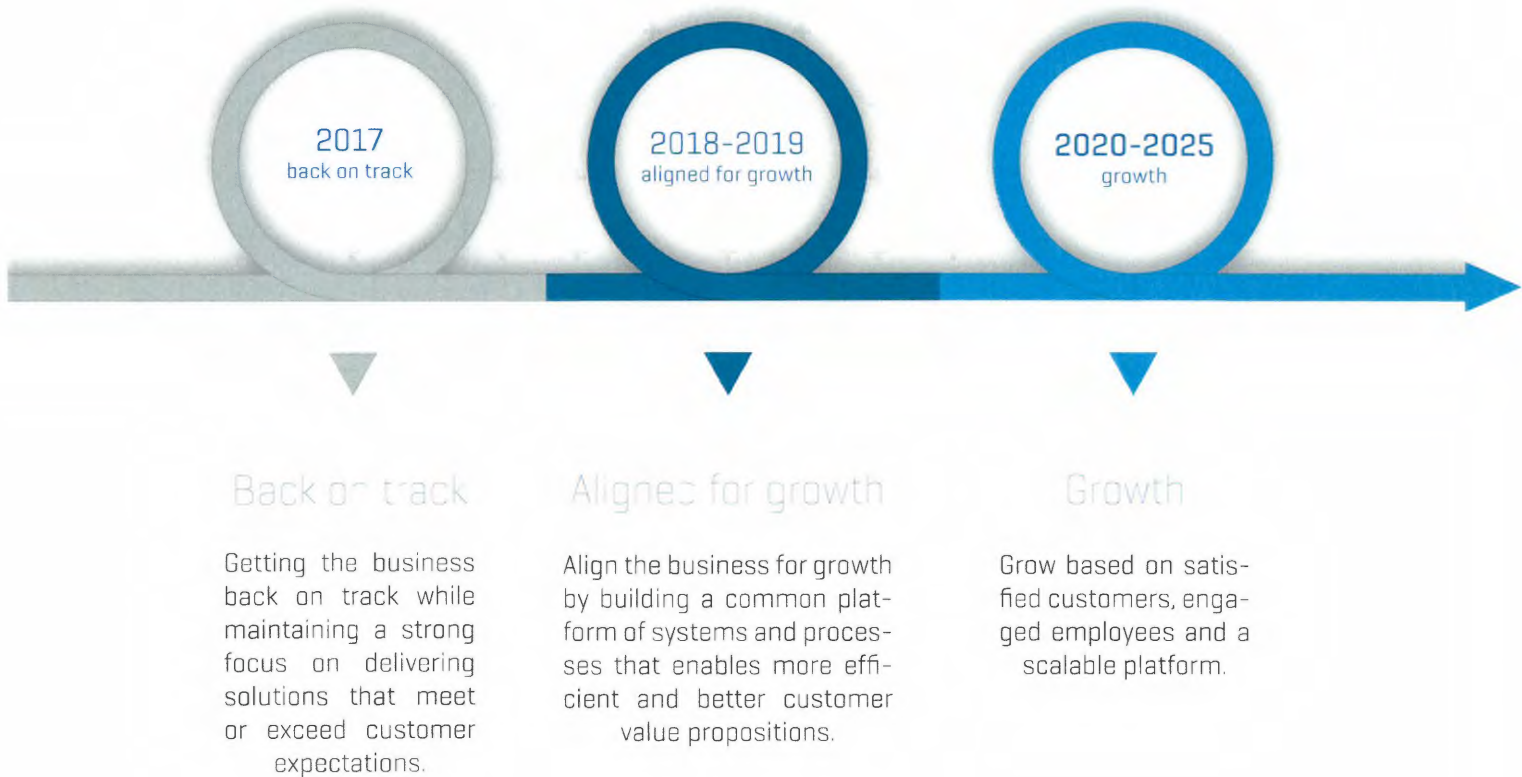 2017
back on track
2018-2019
aligned for growth
2020-2025
growth
Back on track
Getting the business
back on track while
maintaining a strong
focus on delivering
solutions that meet
or exceed customer
expectations.
Aligned for growth
Align the business for growth
by building a common plat-
form of systems and proces-
ses that enables more effi-
cient and better customer
value propositions.
Growth
Grow based on satis-
fied customers, enga-
ged employees and a
scalable platform.